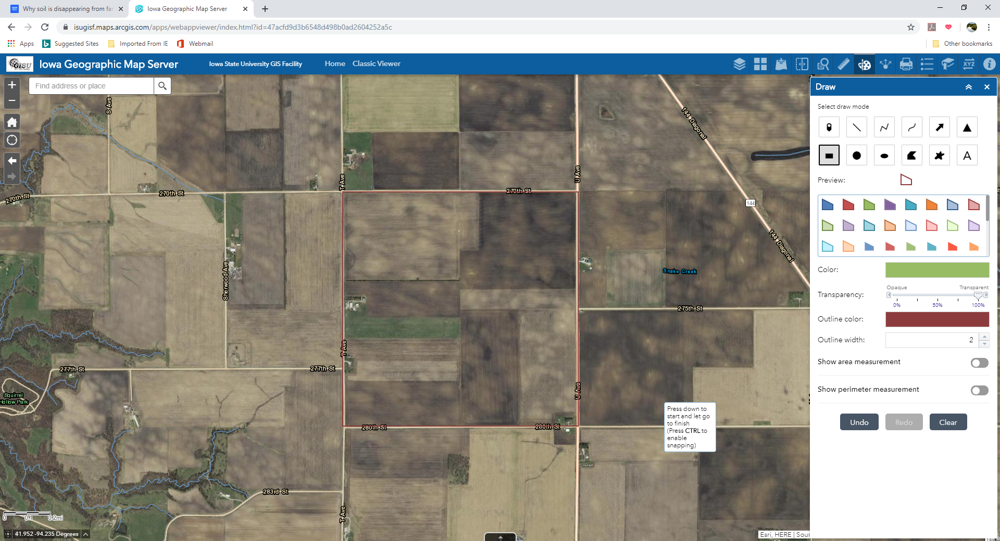 Why soil is disappearing from far
Iowa Geographic Map Server
isugisf.maps.arcgis.com/apps/webappviewer/index.html?id=47acfd9d3b6548d498b0ad2604252a5c
Apps
Suggested Sites
Imported From IE
Webmail
Other bookmarks
GISU
Iowa Geographic Map Server
Iowa State University GIS Facility
Home
Classic Viewer
XYZ
Find address or place
Draw
Select draw mode
A
Preview:
Color:
Opaque
Transparent
Transparency:
0%
50%
100%
Outline color:
Outline width:
2
Show area measurement
Show perimeter measurement
Undo
Redo
Clear
S Ave
T Ave
U Ave
144 Diagonal
270th St
270th St
270th St
144
144 Diagonal
Sherwood Ave
Snake Creek
275th St
T Ave
277th St
277th St
U Ave
Squirrel
Hollow Park
280th St
280th St
Press down to
start and let go
to finish
(Press CTRL to
enable
snapping)
283rd St
T Ave
0
0.1
0.2mi
41.952 -94.235 Degrees
Esri, HERE | Sour
144